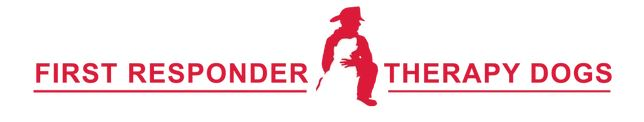 FIRST RESPONDER THERAPY DOGS